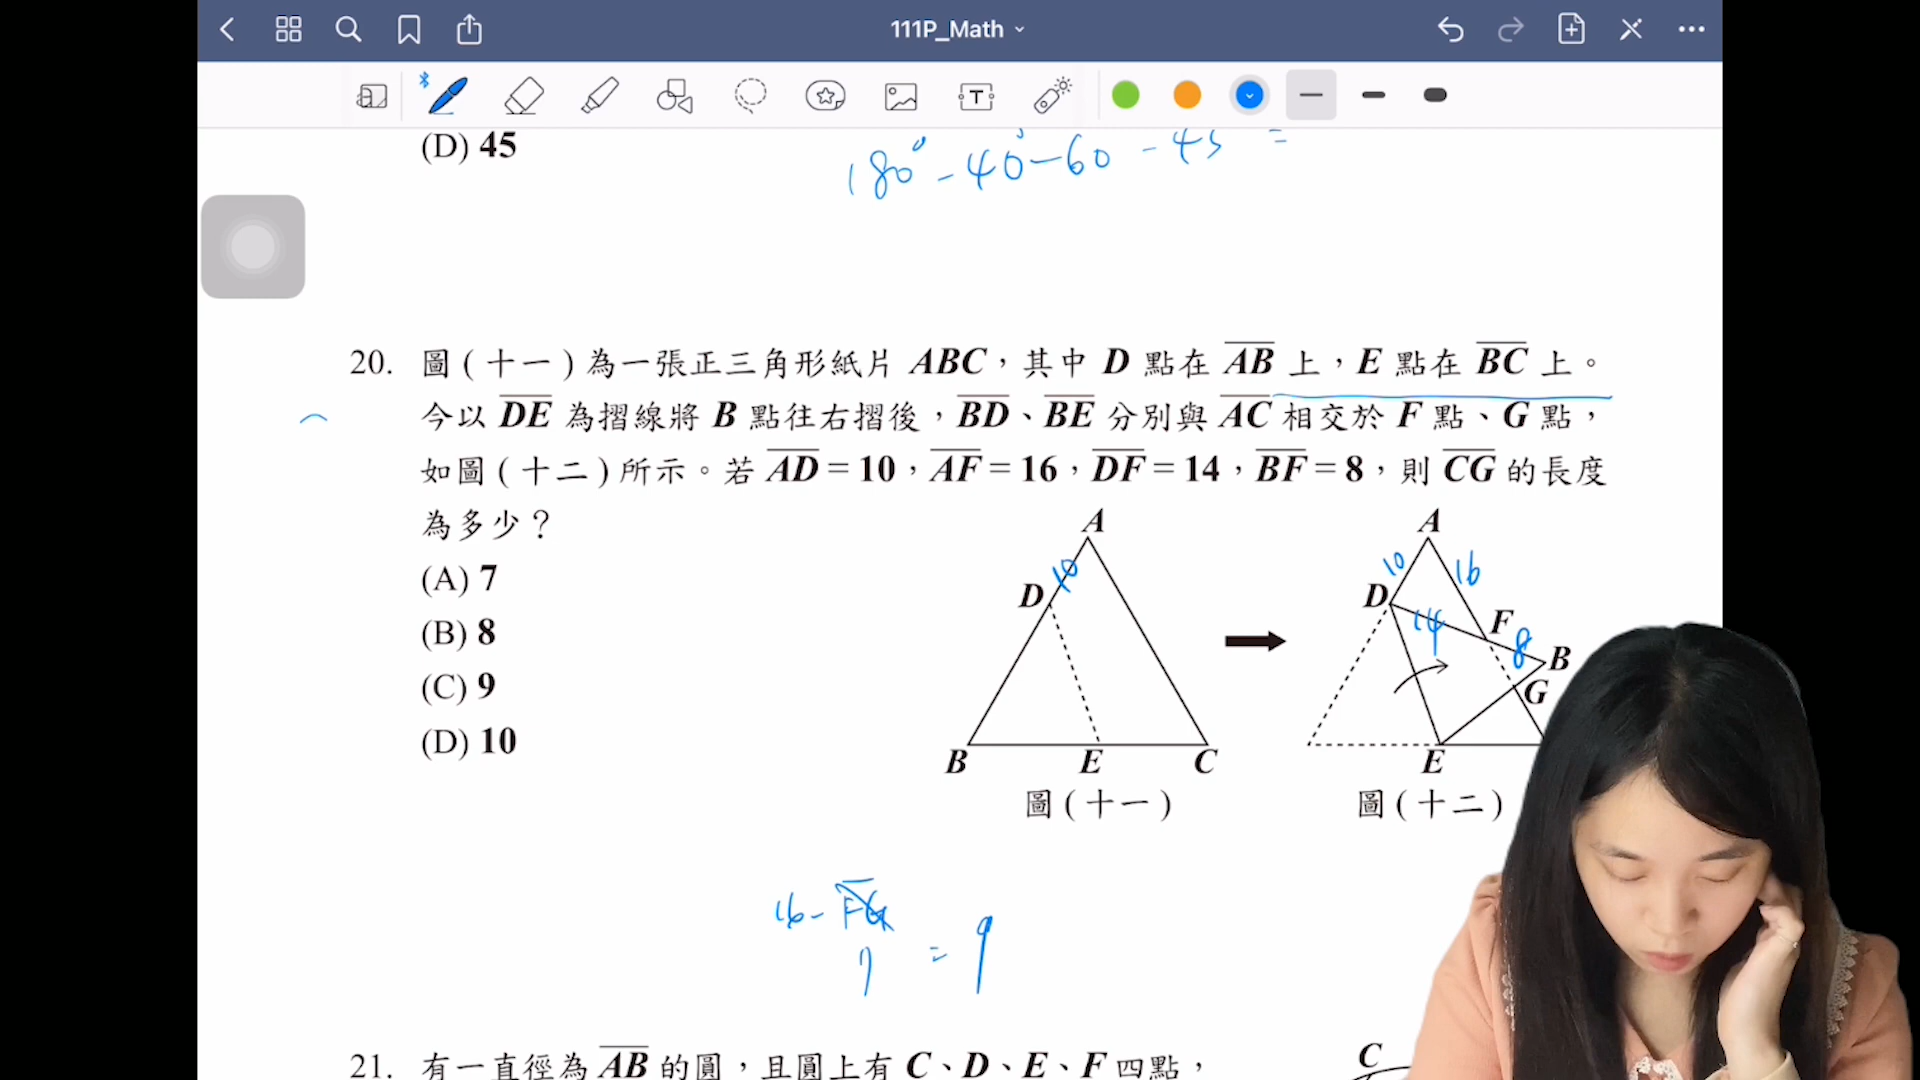 111P_Math
(D) 45
180° - 40° - 60 - 45 =
20. 圖(十一)為一張正三角形紙片 ABC，其中 D 點在 AB 上，E 點在 BC 上。
今以 DE 為摺線將 B 點往右摺後，BD、BE 分別與 AC 相交於 F 點、G 點，
如圖(十二)所示。若 AD = 10，AF = 16，DF = 14，BF = 8，則 CG 的長度
為多少？
(A) 7
(B) 8
(C) 9
(D) 10
A
10
D
B E C
圖(十一)
A
10 16
D
14
F
8
B
G
E
圖(十二)
16 - FG
7 = 9
21. 有一直徑為 AB 的圓，且圓上有 C、D、E、F 四點，
C